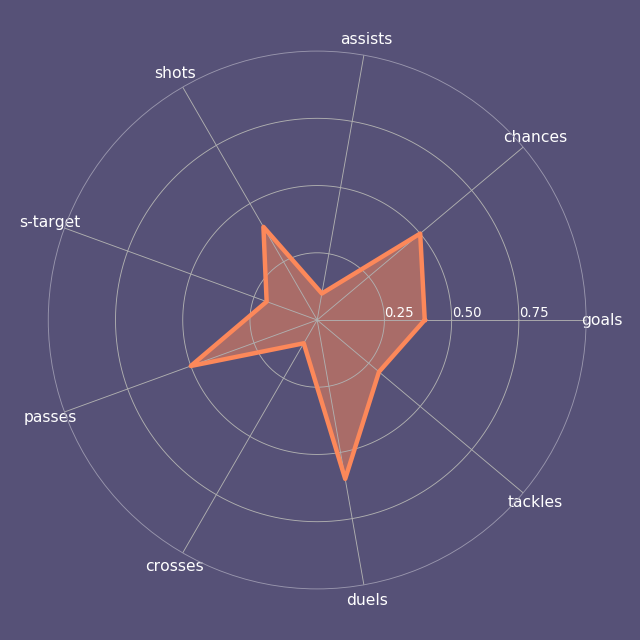 assists
shots
chances
s-target
0.25 0.50 0.75 goals
passes
tackles
crosses
duels